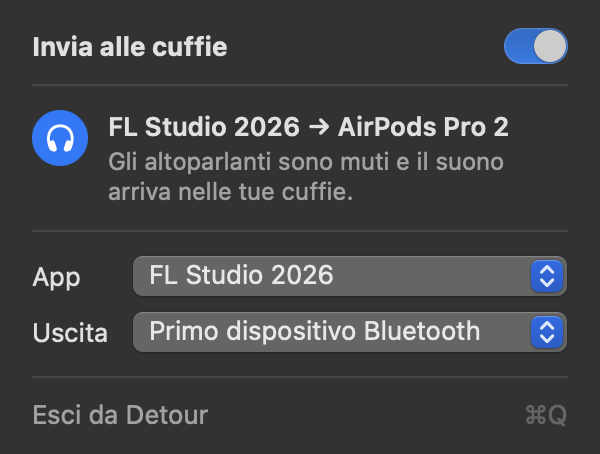 Invia alle cuffie
FL Studio 2026 → AirPods Pro 2
Gli altoparlanti sono muti e il suono
arriva nelle tue cuffie.
App FL Studio 2026
Uscita Primo dispositivo Bluetooth
Esci da Detour ⌘Q